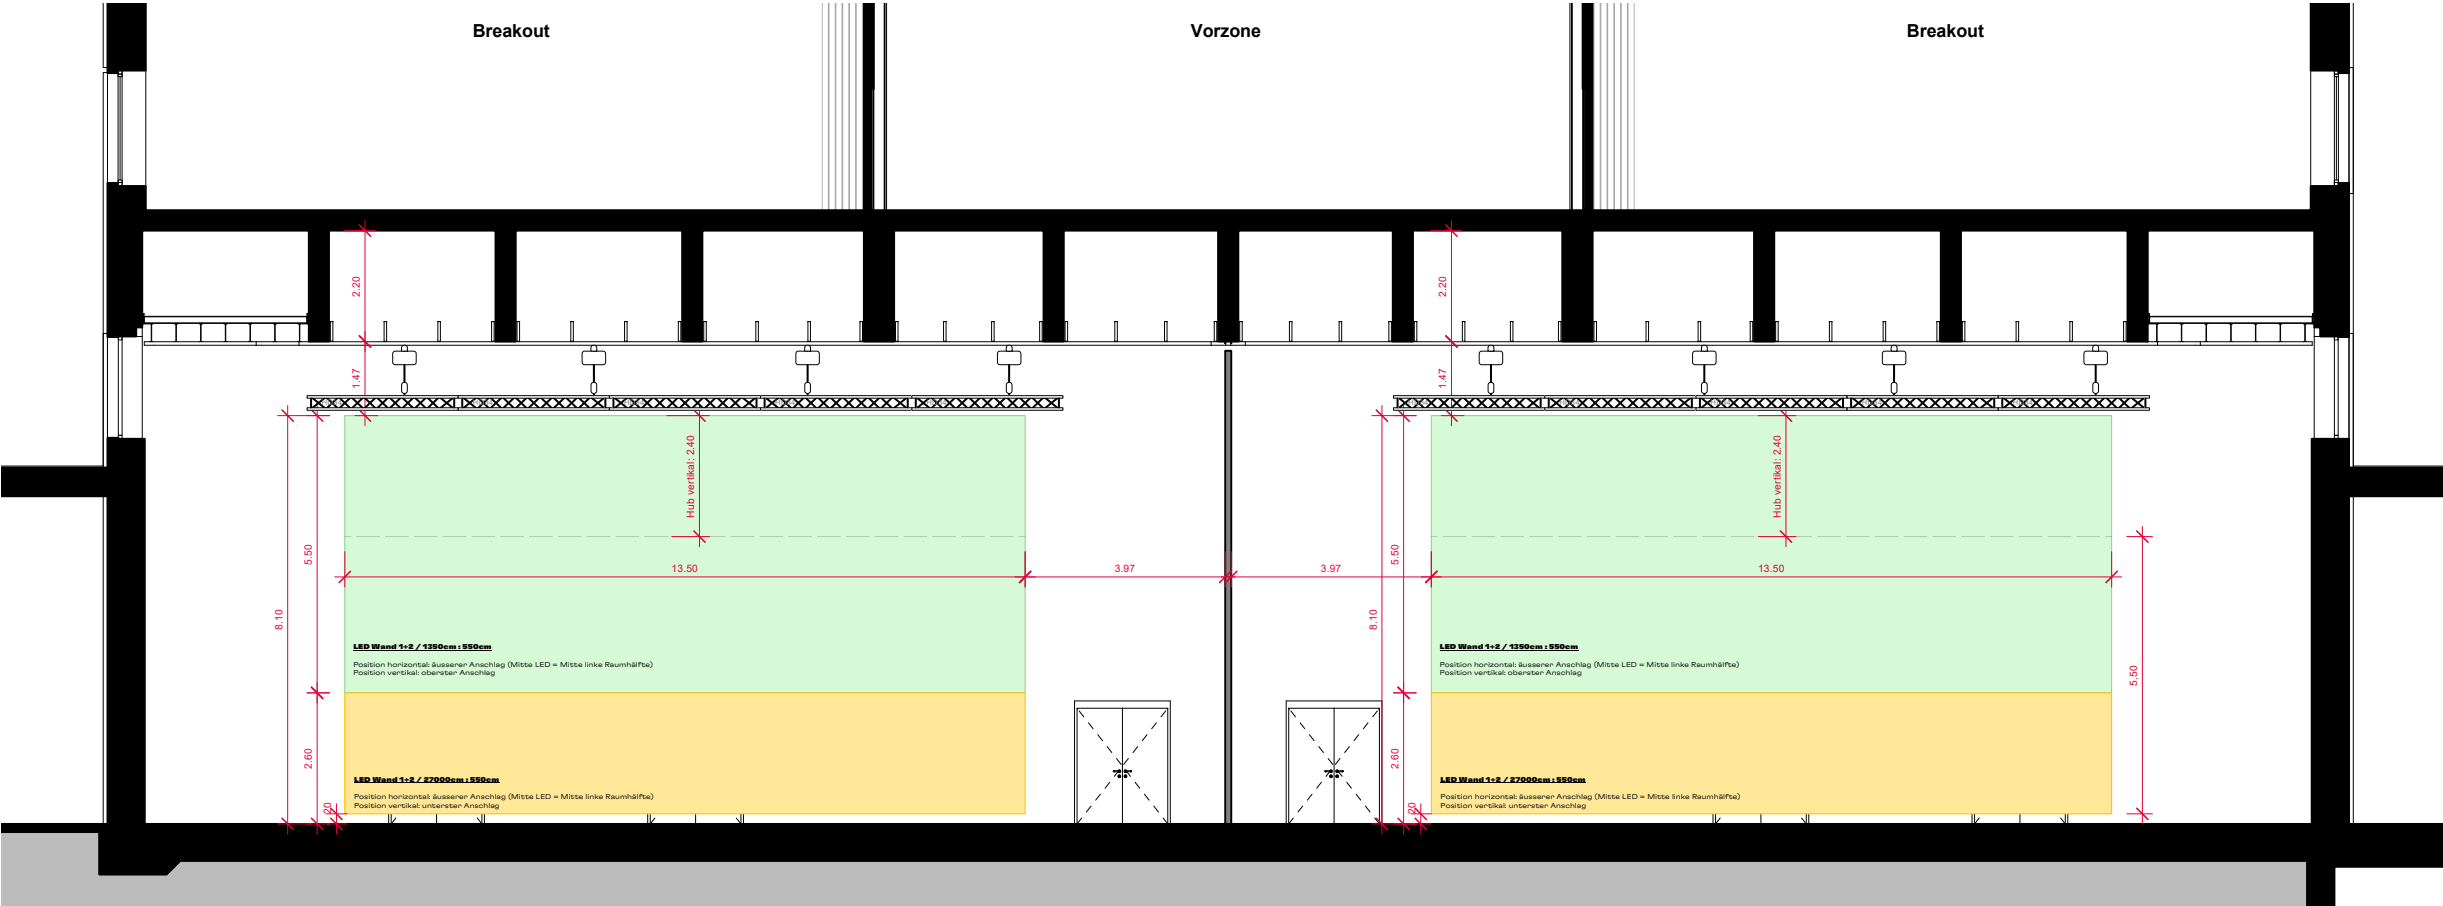 Breakout
Vorzone
Breakout
2.20
2.20
1.47
1.47
Hub vertikal: 2.40
Hub vertikal: 2.40
5.50
13.50
3.97
3.97
5.50
13.50
8.10
8.10
LED Wand 1+2 / 1350cm : 550cm
Position horizontal: äusserer Anschlag (Mitte LED = Mitte linke Raumhälfte)
Position vertikal: oberster Anschlag
LED Wand 1+2 / 1350cm : 550cm
Position horizontal: äusserer Anschlag (Mitte LED = Mitte linke Raumhälfte)
Position vertikal: oberster Anschlag
5.50
2.60
2.60
LED Wand 1+2 / 27000cm : 550cm
Position horizontal: äusserer Anschlag (Mitte LED = Mitte linke Raumhälfte)
Position vertikal: unterster Anschlag
LED Wand 1+2 / 27000cm : 550cm
Position horizontal: äusserer Anschlag (Mitte LED = Mitte linke Raumhälfte)
Position vertikal: unterster Anschlag
20
20